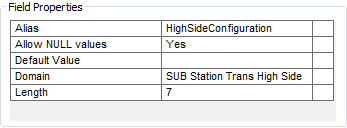 Field Properties
Alias HighSideConfiguration
Allow NULL values Yes
Default Value
Domain SUB Station Trans High Side
Length 7